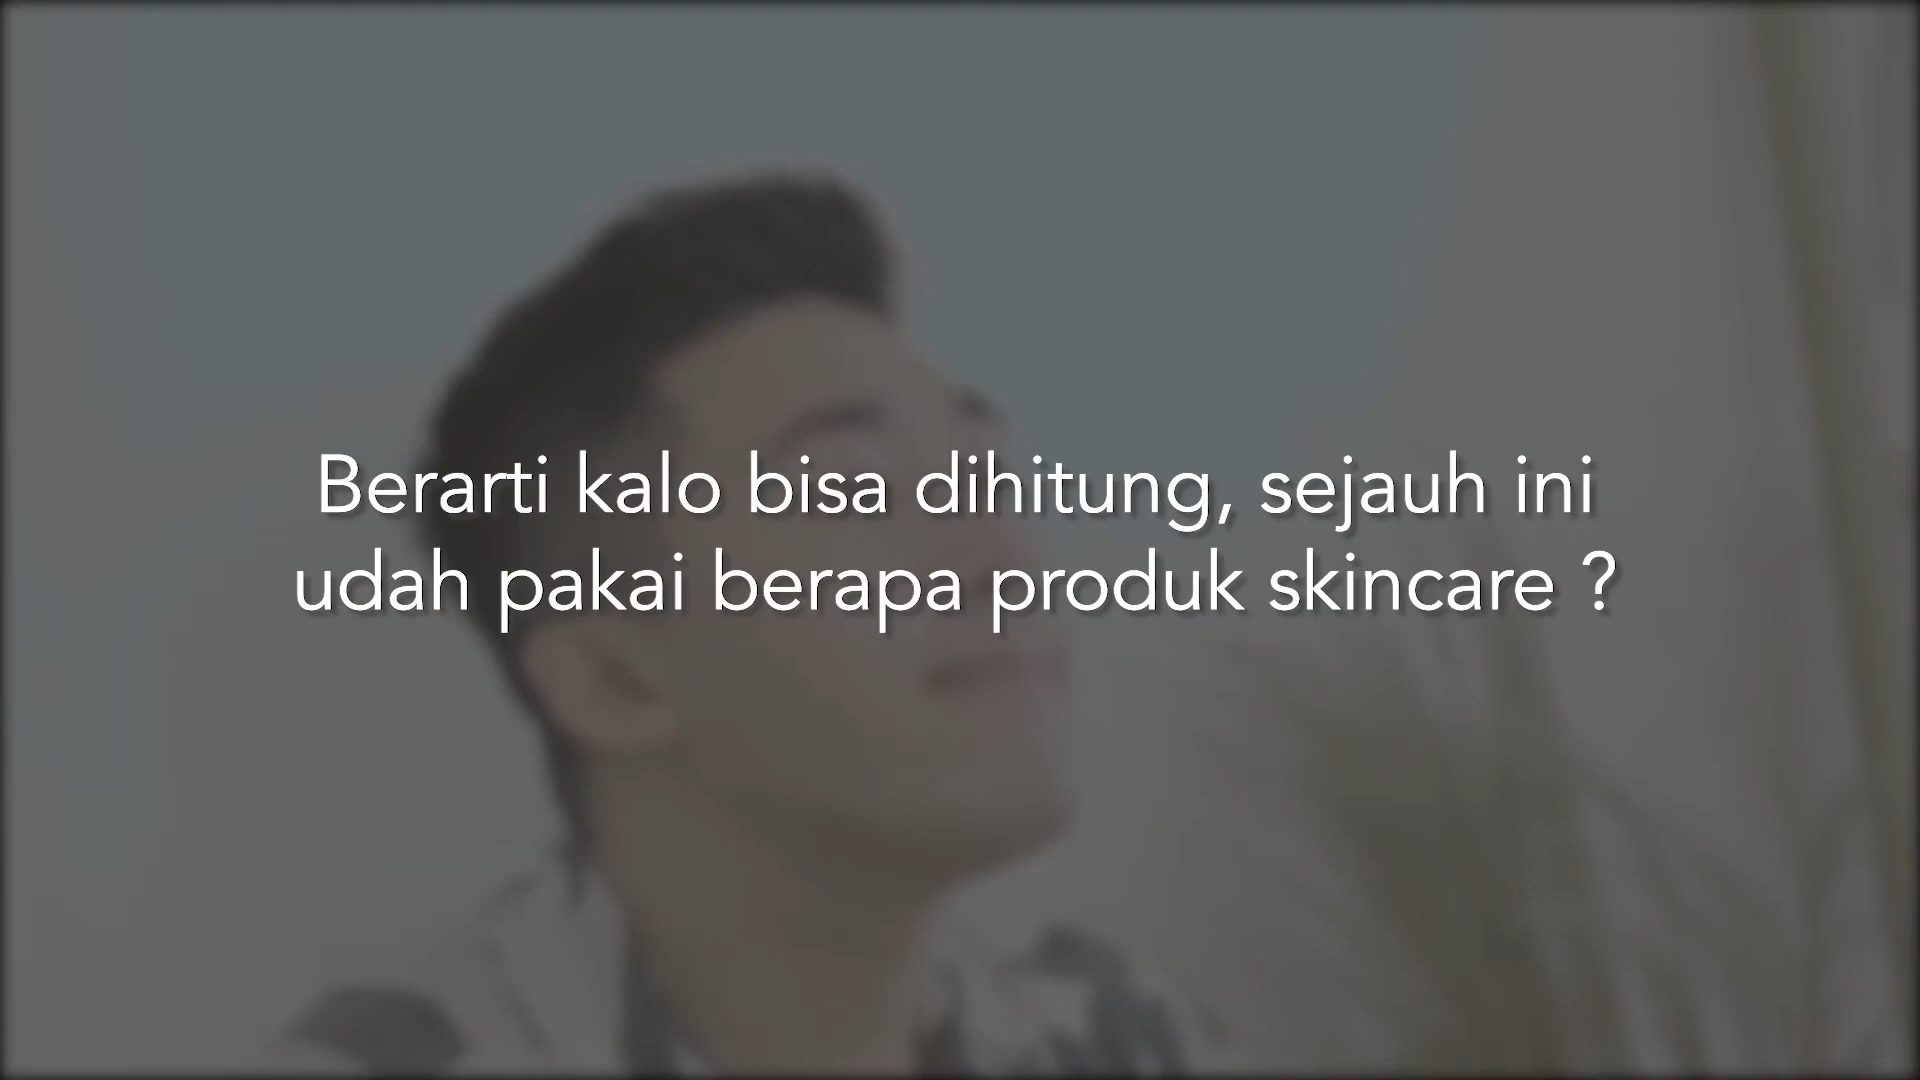 Berarti kalo bisa dihitung, sejauh ini
udah pakai berapa produk skincare ?